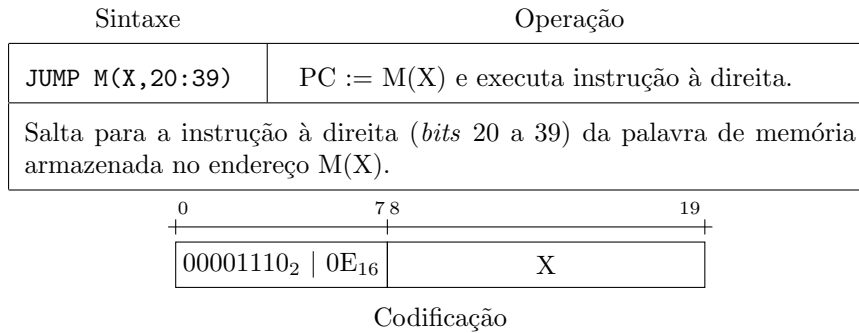 Sintaxe Operação
JUMP M(X,20:39) PC := M(X) e executa instrução à direita.
Salta para a instrução à direita (bits 20 a 39) da palavra de memória
armazenada no endereço M(X).
0 7 8 19
00001110₂ | 0E₁₆ X
Codificação